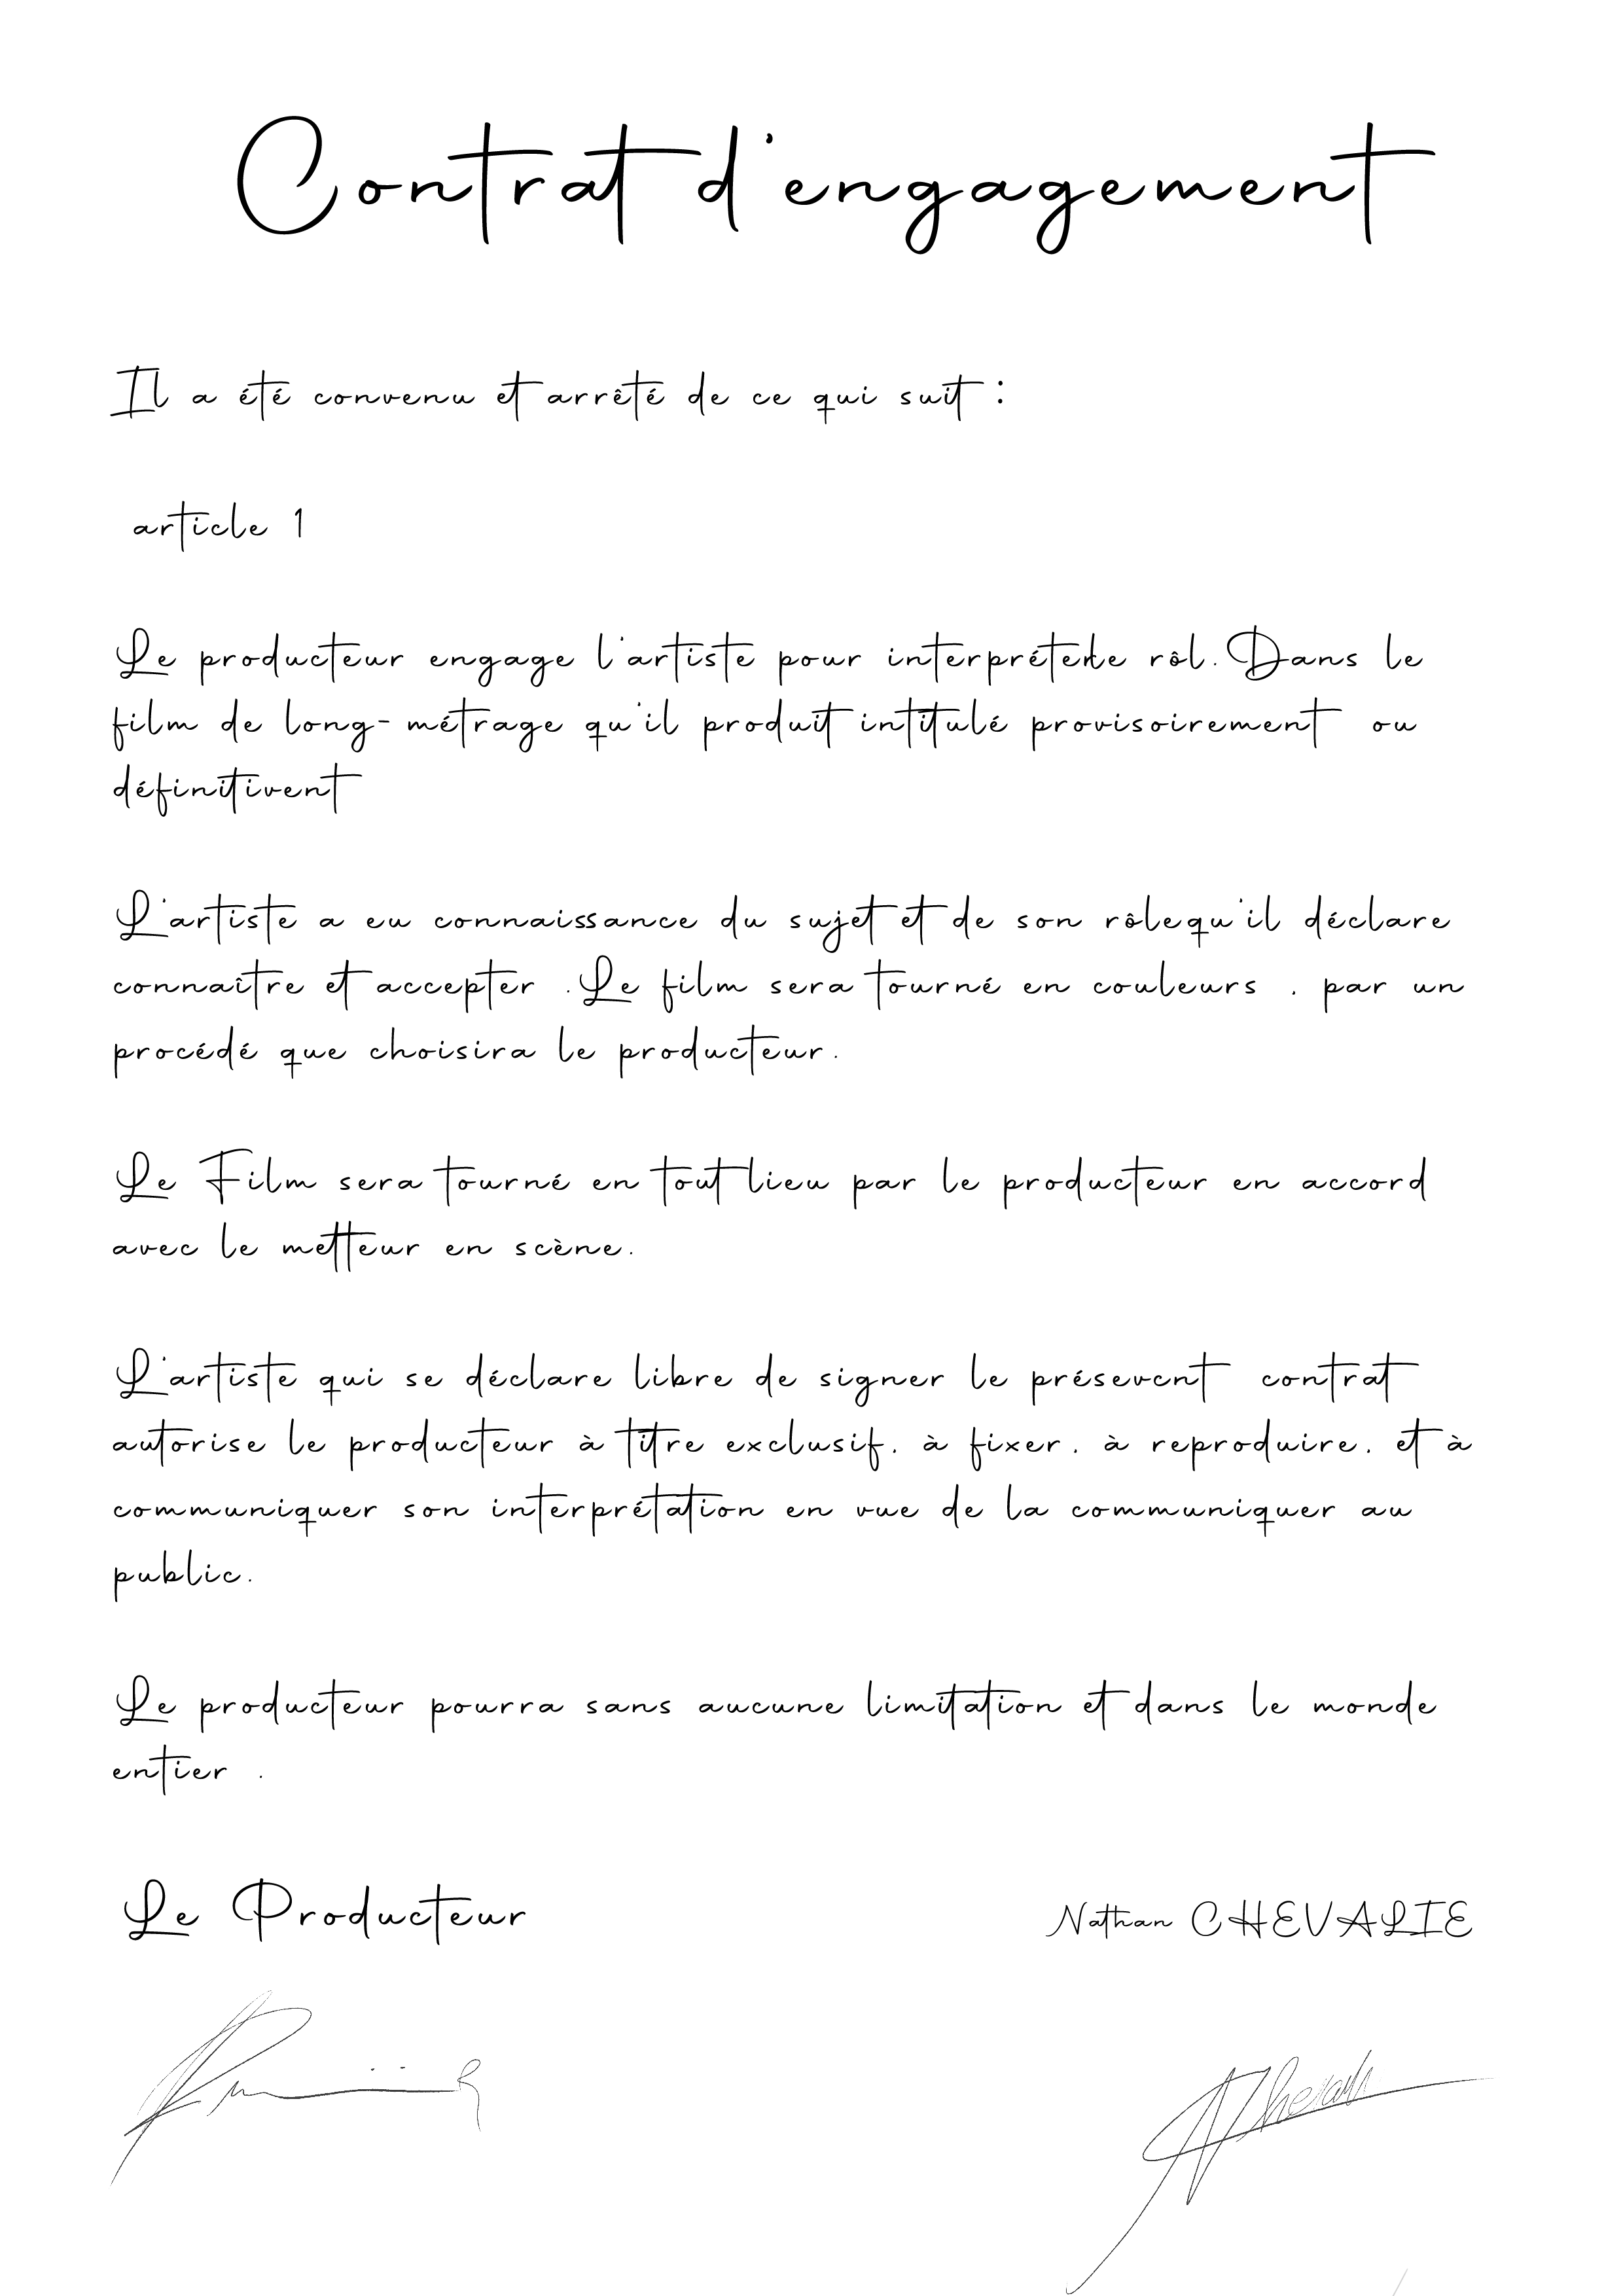 Contrat d'engagement
Il a été convenu et arrêté de ce qui suit :
article 1
Le producteur engage l'artiste pour rôl. Dans le
film de long-métrage qu'il produit intitulé provisoirement ou
définitivent
L'artiste a eu connaissance du sujet et de son rôlequ'il déclare
connaître et accepter . Le film sera tourné en couleurs , par un
procédé que choisira le producteur.
Le Film sera tourné en tout lieu par le producteur en accord
avec le metteur en scène.
L'artiste qui se déclare libre de signer le contrat
autorise le producteur à titre exclusif, à fixer, à reproduire, et à
communiquer son interprétation en vue de la communiquer au
public.
Le producteur pourra sans aucune limitation et dans le monde
entier .
Le Producteur
Nathan CHEVALIE